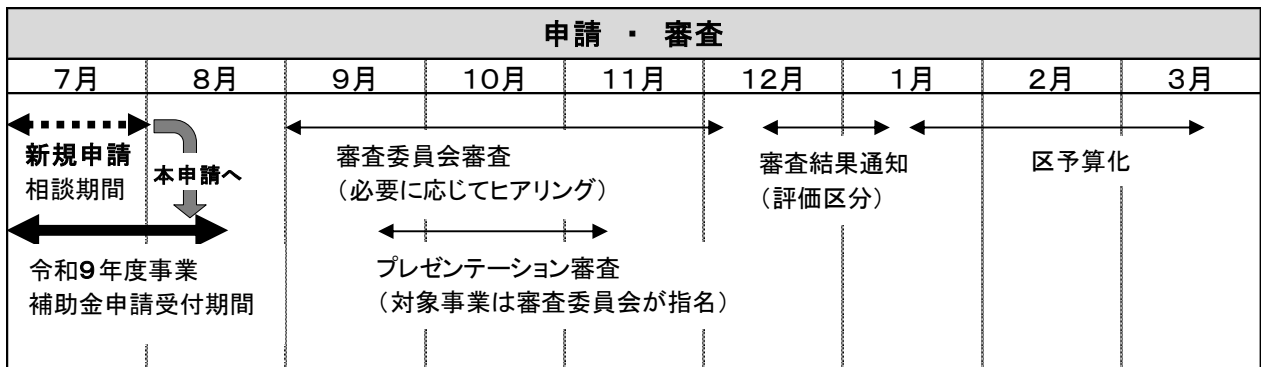 申請 ・ 審査
7月 8月 9月 10月 11月 12月 1月 2月 3月
新規申請
相談期間
本申請へ
令和9年度事業
補助金申請受付期間
審査委員会審査
（必要に応じてヒアリング）
プレゼンテーション審査
（対象事業は審査委員会が指名）
審査結果通知
（評価区分）
区予算化